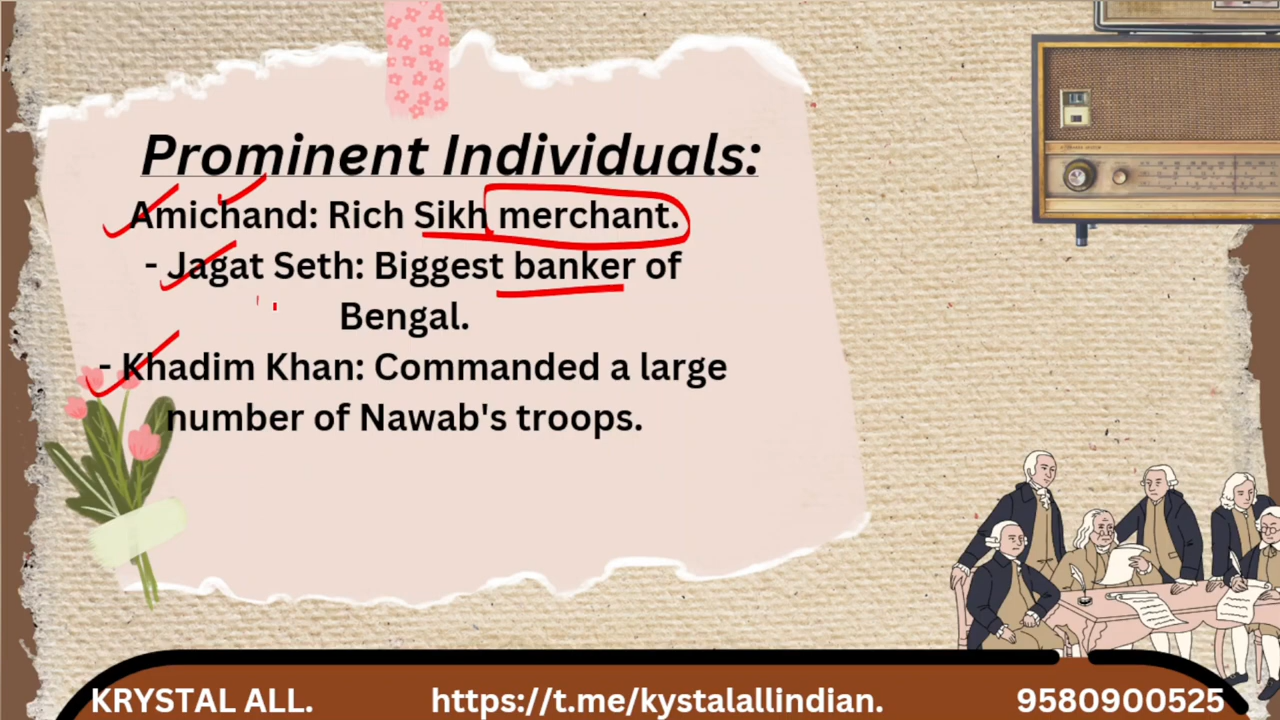 Prominent Individuals:
Amichand: Rich Sikh merchant.
- Jagat Seth: Biggest banker of
Bengal.
- Khadim Khan: Commanded a large
number of Nawab's troops.
KRYSTAL ALL.
https://t.me/kystalallindian.
9580900525